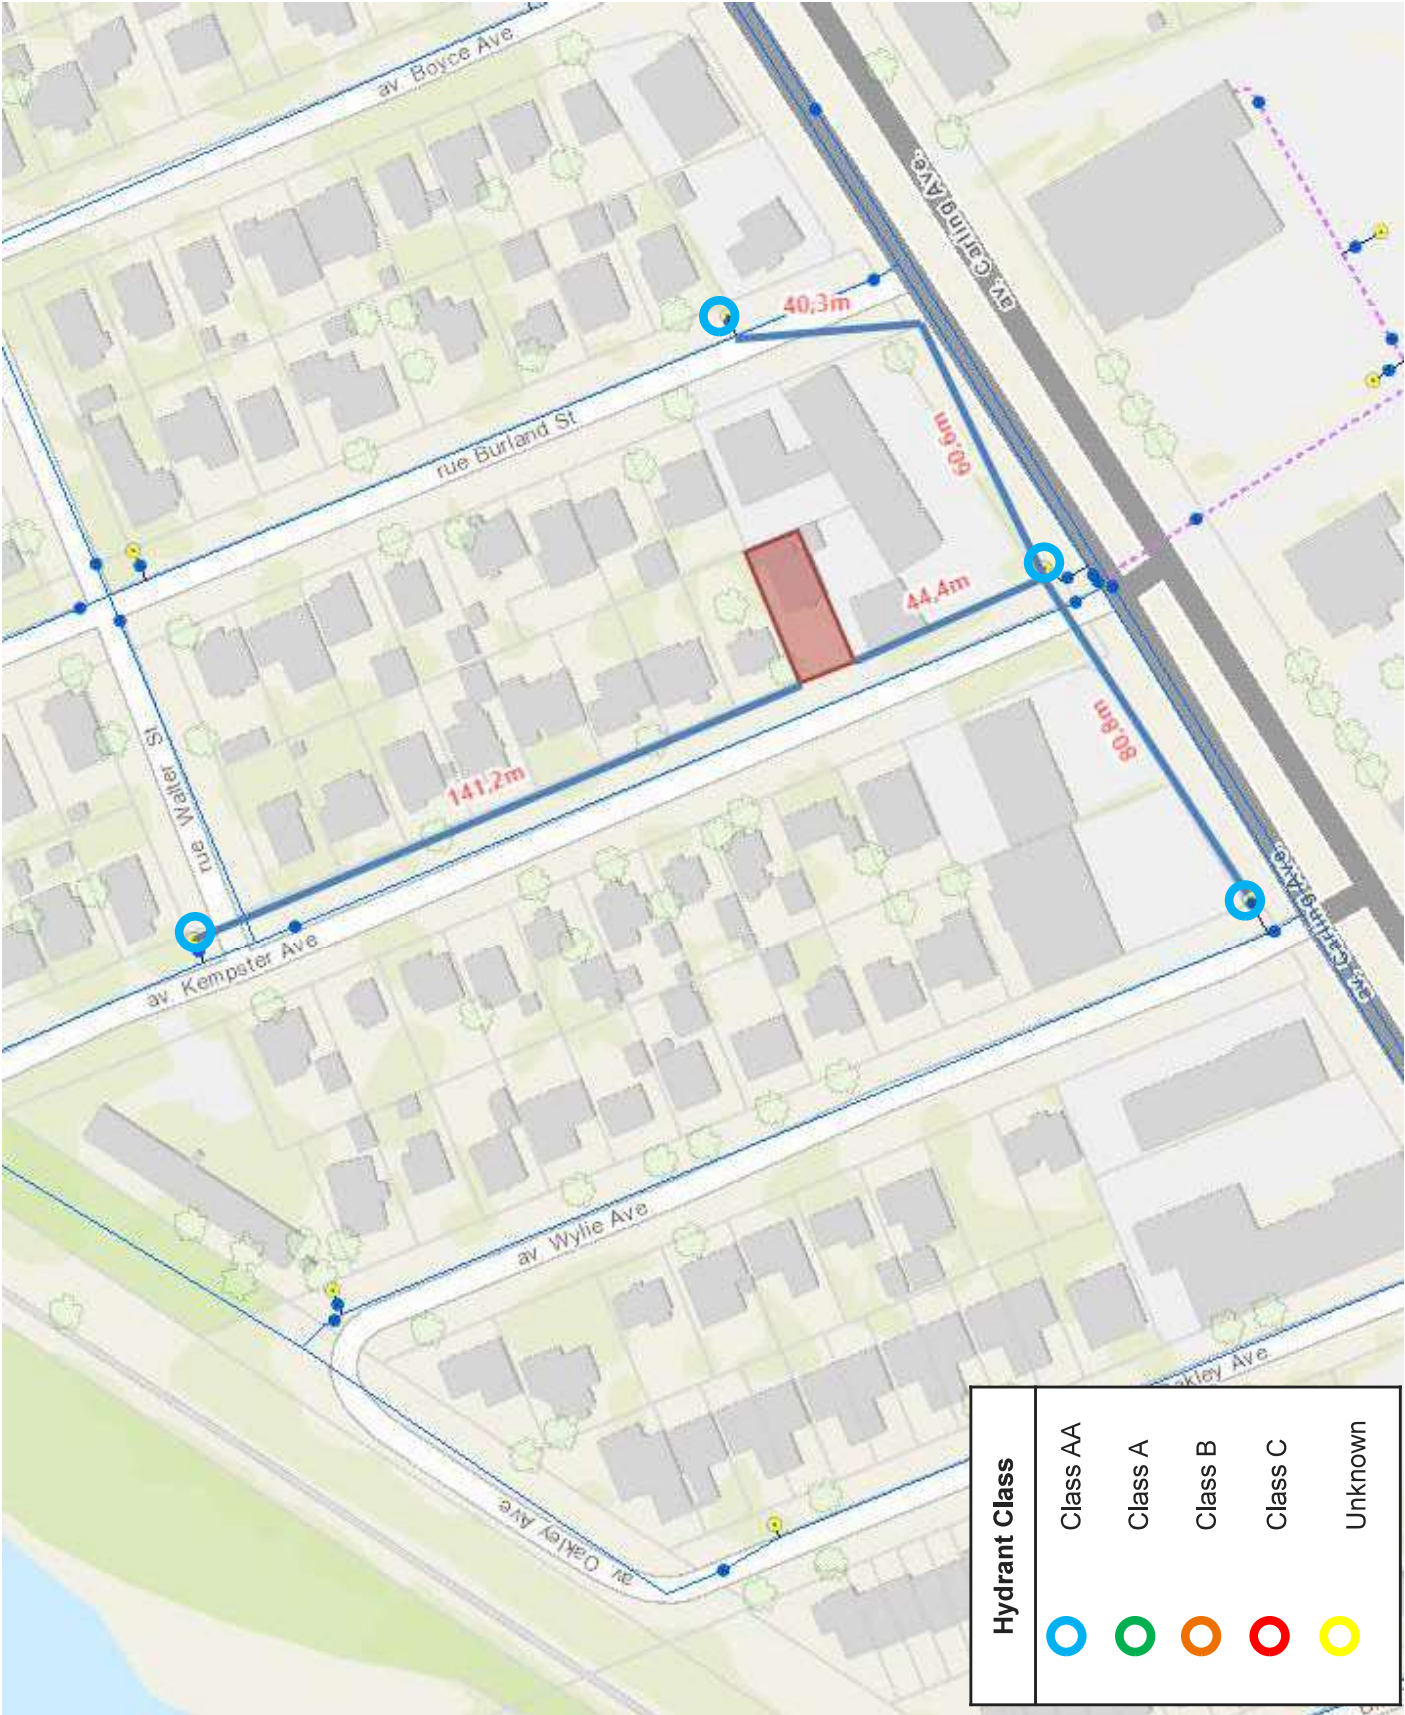 av. Boyce Ave
av. Carling Ave.
40,3m
60,6m
rue Burland St
44,4m
141,2m
80,8m
rue Walter St
av. Kempster Ave
av. Carling Ave.
av. Wylie Ave
av. Oakley Ave
akley Ave
Hydrant Class
Class AA
Class A
Class B
Class C
Unknown